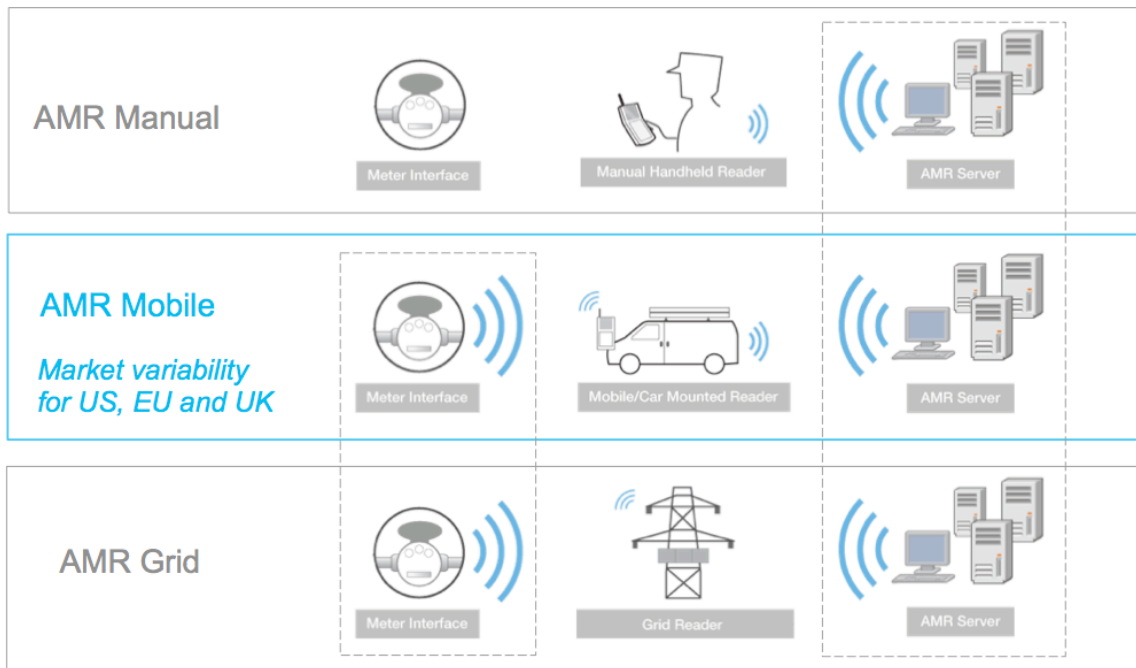 AMR Manual
Meter Interface
Manual Handheld Reader
AMR Server
AMR Mobile
Market variability
for US, EU and UK
Meter Interface
Mobile/Car Mounted Reader
AMR Server
AMR Grid
Meter Interface
Grid Reader
AMR Server